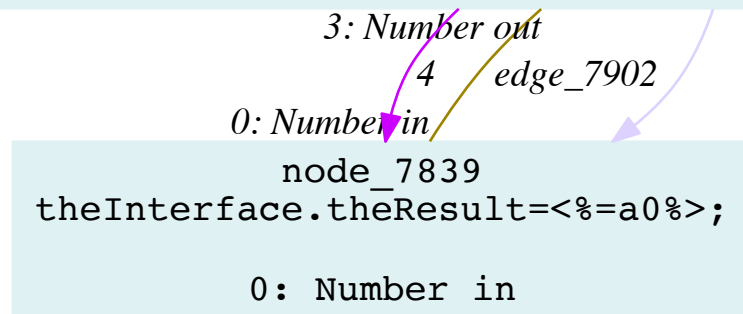 3: Number out
4 edge_7902
0: Number in
node_7839
theInterface.theResult=<%=a0%>;
0: Number in